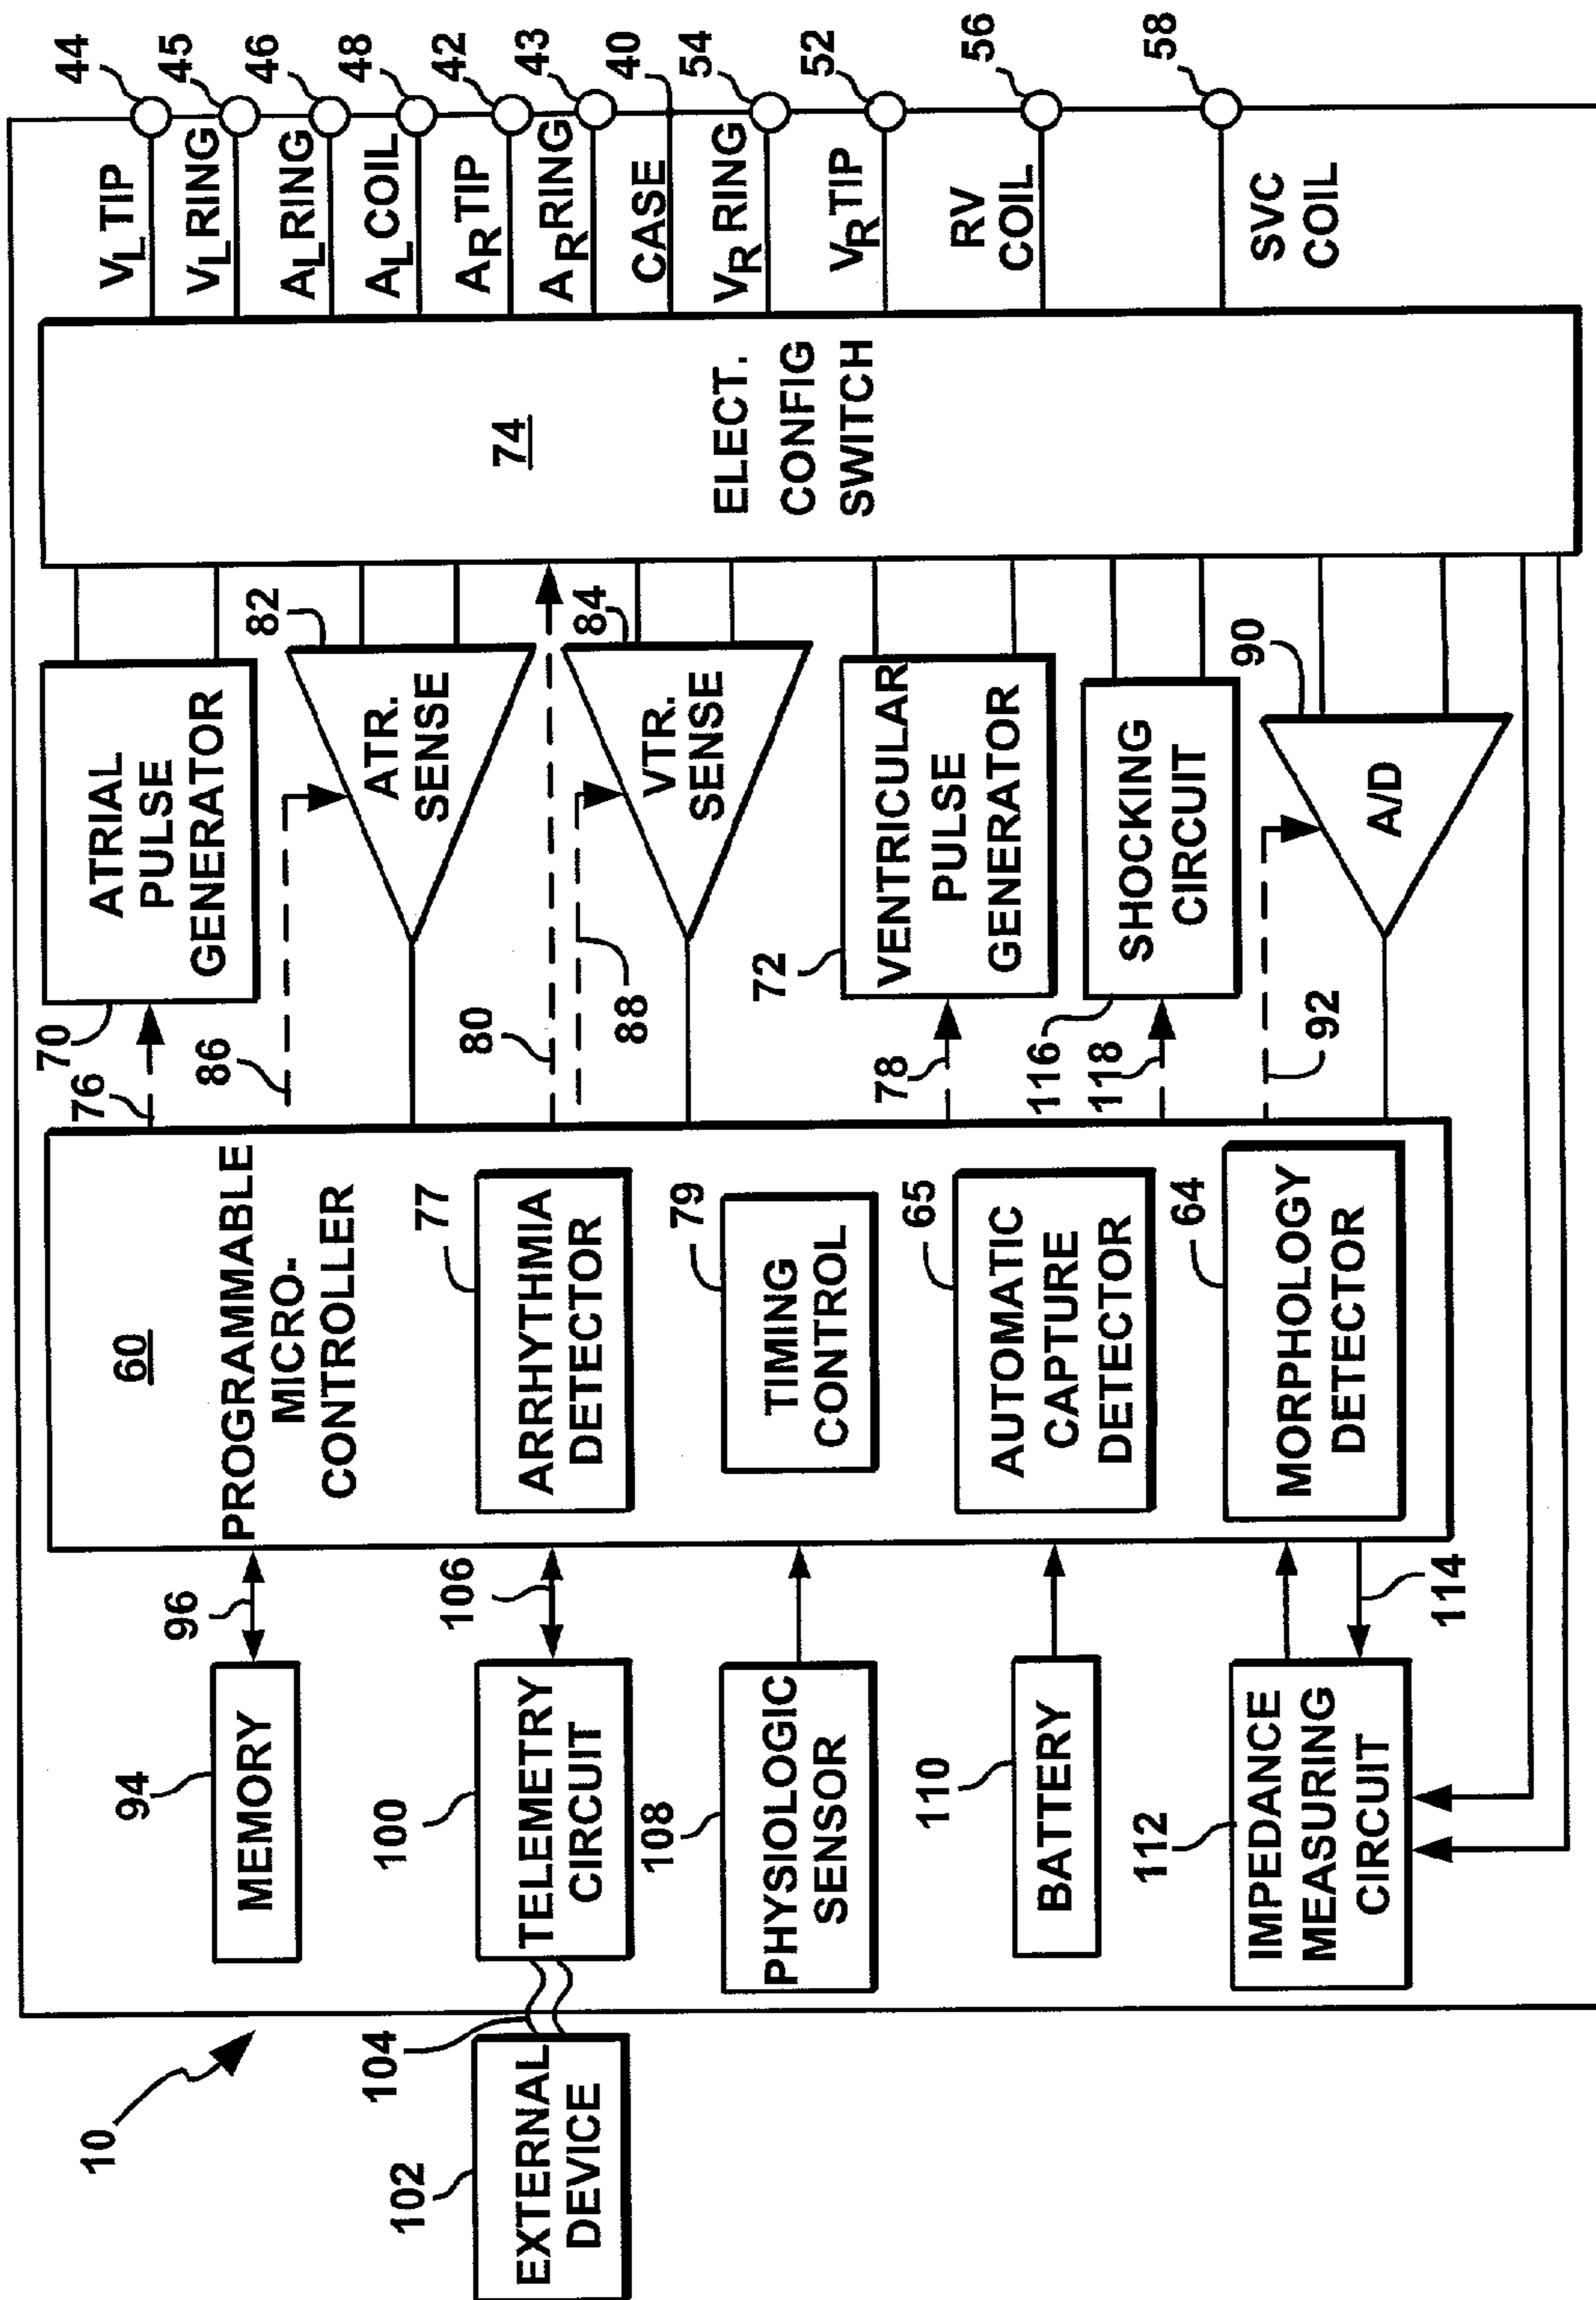 10
102
EXTERNAL
DEVICE
104
94
MEMORY
96
100
TELEMETRY
CIRCUIT
106
108
PHYSIOLOGIC
SENSOR
110
BATTERY
112
IMPEDANCE
MEASURING
CIRCUIT
114
60
PROGRAMMABLE
MICRO-
CONTROLLER
77
ARRHYTHMIA
DETECTOR
79
TIMING
CONTROL
65
AUTOMATIC
CAPTURE
DETECTOR
64
MORPHOLOGY
DETECTOR
70
76
ATRIAL
PULSE
GENERATOR
86
82
ATR.
SENSE
80
88
84
VTR.
SENSE
72
78
VENTRICULAR
PULSE
GENERATOR
116
118
SHOCKING
CIRCUIT
92
90
A/D
74
ELECT.
CONFIG
SWITCH
VL TIP 44
VL RING 45
AL RING 46
AL COIL 48
AR TIP 42
AR RING 43
CASE 40
VR RING 54
VR TIP 52
RV
COIL
56
SVC
COIL
58